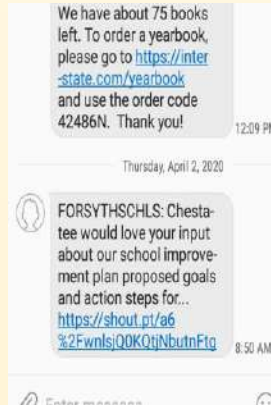 We have about 75 books
left. To order a yearbook,
please go to https://inter
-state.com/yearbook
and use the order code
42486N. Thank you!
12:09 PM
Thursday, April 2, 2020
FORSYTHSCHLS: Chesta-
tee would love your input
about our school improve-
ment plan proposed goals
and action steps for...
https://shout.pt/a6
%2FwnlsjQ0KQtjNbutnFtg
8:50 AM
Enter message